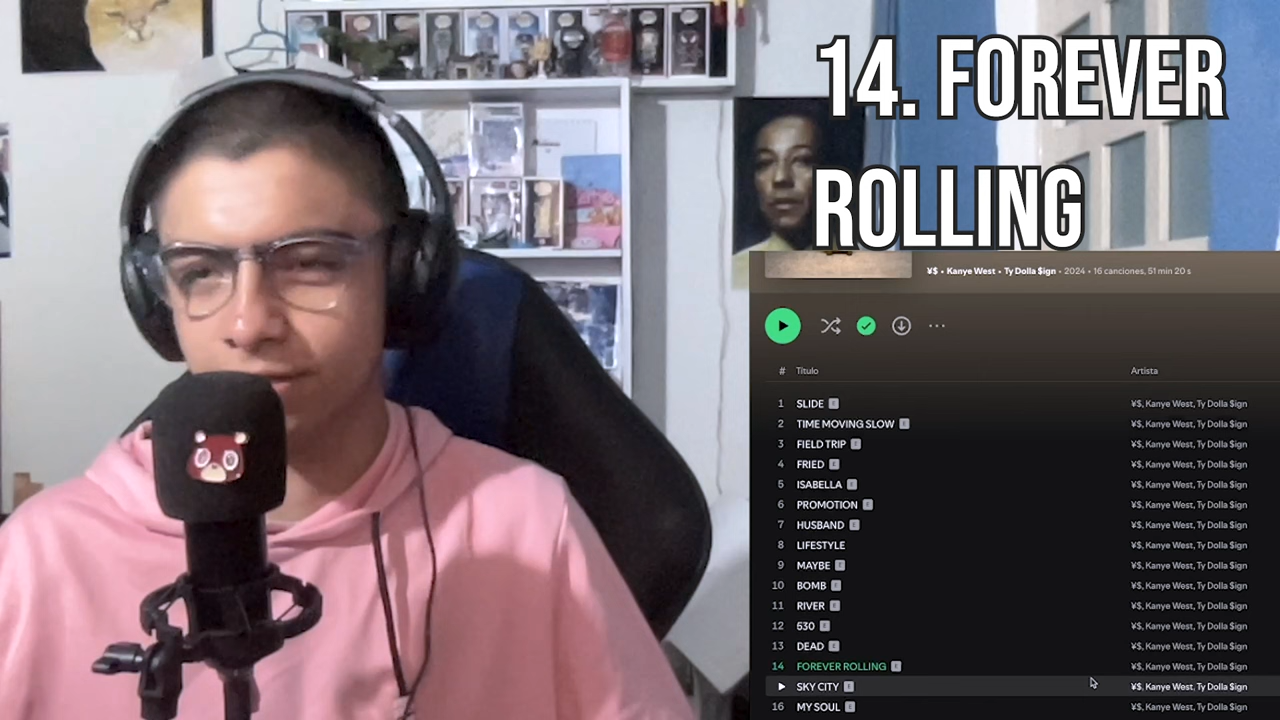 14. FOREVER
ROLLING
¥$ • Kanye West • Ty Dolla $ign • 2024 • 16 canciones, 51 min 20 s
# Título Artista
1 SLIDE E ¥$, Kanye West, Ty Dolla $ign
2 TIME MOVING SLOW E ¥$, Kanye West, Ty Dolla $ign
3 FIELD TRIP E ¥$, Kanye West, Ty Dolla $ign
4 FRIED E ¥$, Kanye West, Ty Dolla $ign
5 ISABELLA E ¥$, Kanye West, Ty Dolla $ign
6 PROMOTION E ¥$, Kanye West, Ty Dolla $ign
7 HUSBAND E ¥$, Kanye West, Ty Dolla $ign
8 LIFESTYLE ¥$, Kanye West, Ty Dolla $ign
9 MAYBE E ¥$, Kanye West, Ty Dolla $ign
10 BOMB E ¥$, Kanye West, Ty Dolla $ign
11 RIVER E ¥$, Kanye West, Ty Dolla $ign
12 530 E ¥$, Kanye West, Ty Dolla $ign
13 DEAD E ¥$, Kanye West, Ty Dolla $ign
14 FOREVER ROLLING E ¥$, Kanye West, Ty Dolla $ign
SKY CITY E ¥$, Kanye West, Ty Dolla $ign
16 MY SOUL E ¥$, Kanye West, Ty Dolla $ign